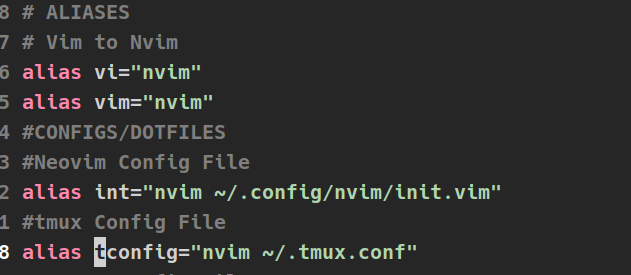 8 # ALIASES
7 # Vim to Nvim
6 alias vi="nvim"
5 alias vim="nvim"
4 #CONFIGS/DOTFILES
3 #Neovim Config File
2 alias int="nvim ~/.config/nvim/init.vim"
1 #tmux Config File
8 alias tconfig="nvim ~/.tmux.conf"